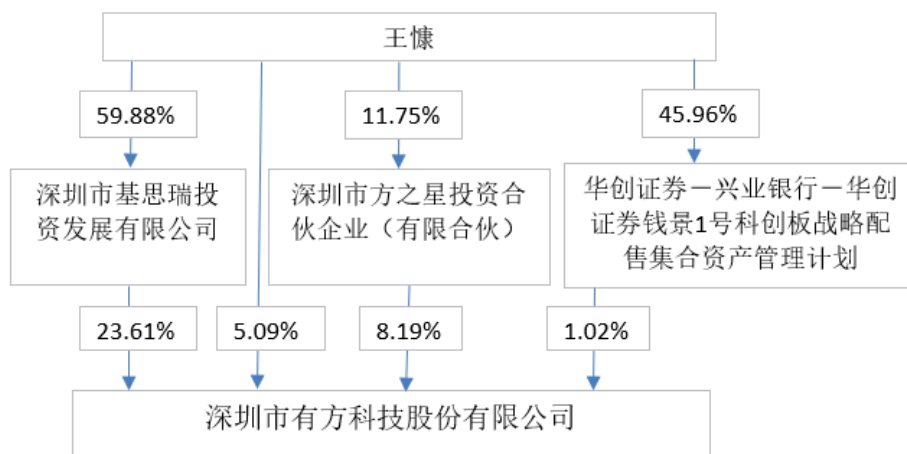 王慷
59.88%
11.75%
45.96%
深圳市基思瑞投
资发展有限公司
深圳市方之星投资合
伙企业（有限合伙）
华创证券－兴业银行－华创
证券钱景1号科创板战略配
售集合资产管理计划
23.61%
5.09%
8.19%
1.02%
深圳市有方科技股份有限公司